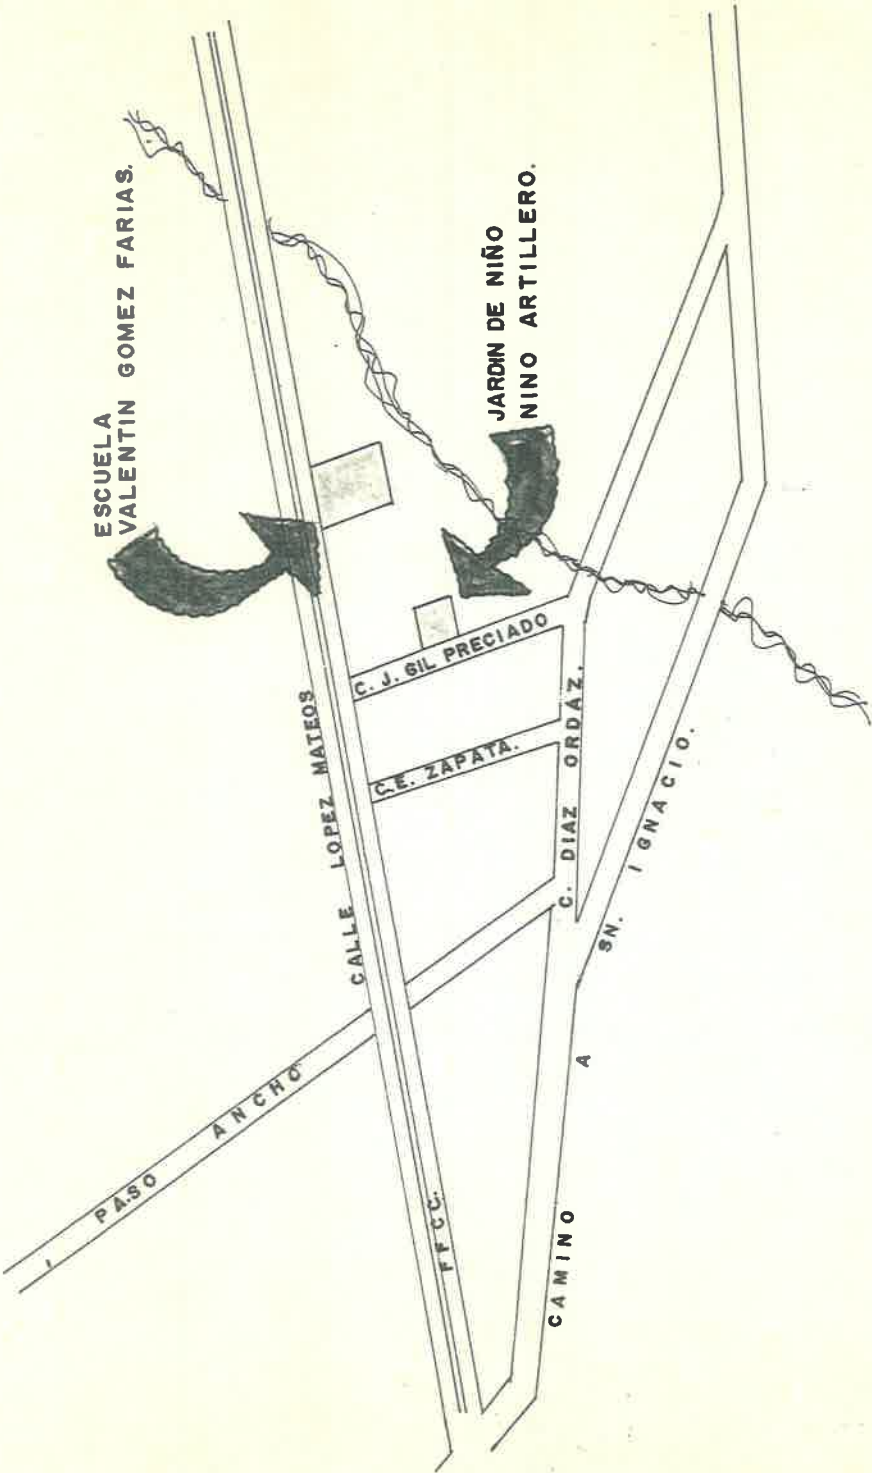 ESCUELA
VALENTIN GOMEZ FARIAS.
JARDIN DE NIÑO
NINO ARTILLERO.
CALLE LOPEZ MATEOS
C. J. GIL PRECIADO
C.E. ZAPATA.
C. DIAZ ORDÁZ.
PASO ANCHO
FFCC.
CAMINO A SN. IGNACIO.